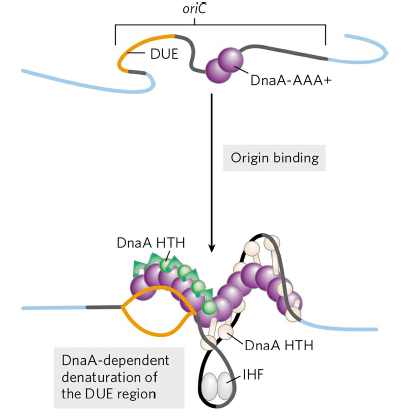 oriC
DUE
DnaA-AAA+
Origin binding
DnaA HTH
DnaA HTH
DnaA-dependent
denaturation of
the DUE region
IHF